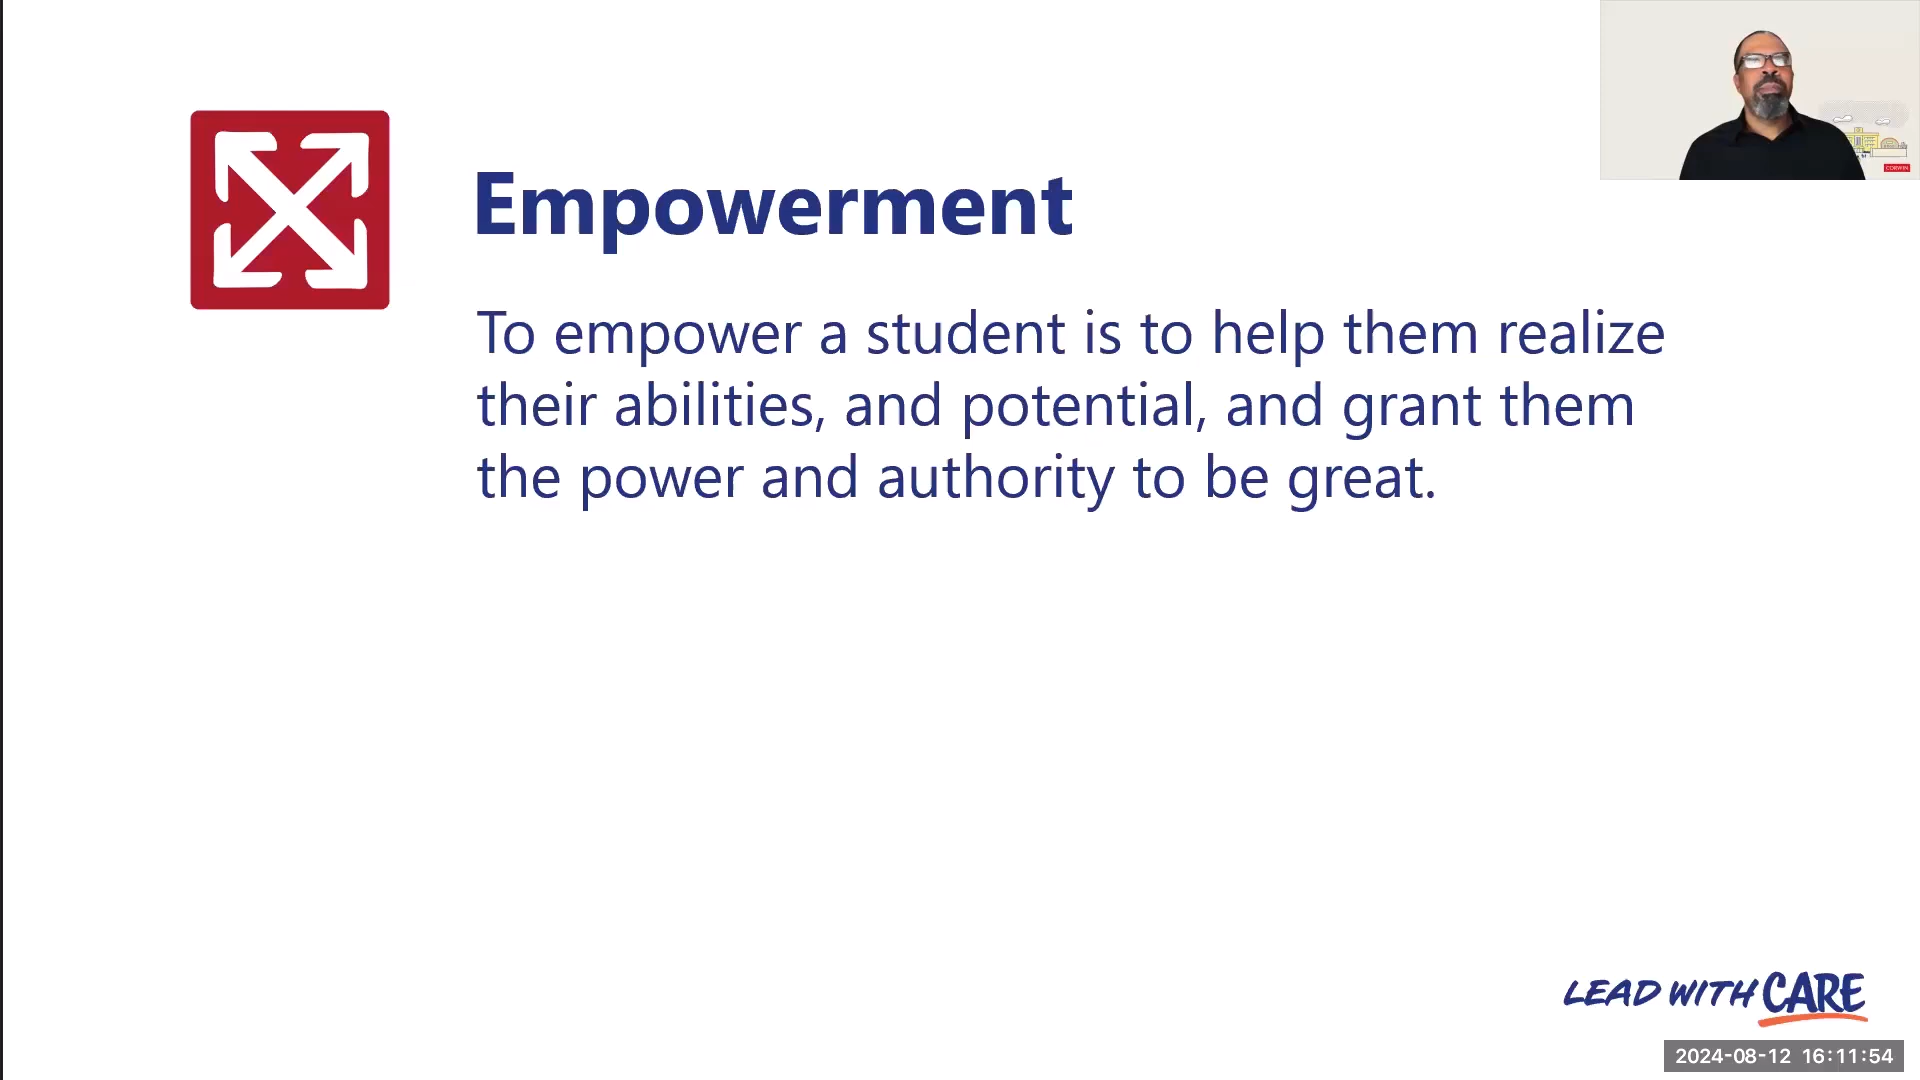 Empowerment
To empower a student is to help them realize
their abilities, and potential, and grant them
the power and authority to be great.
CORWIN
LEAD WITH CARE
2024-08-12 16:11:54